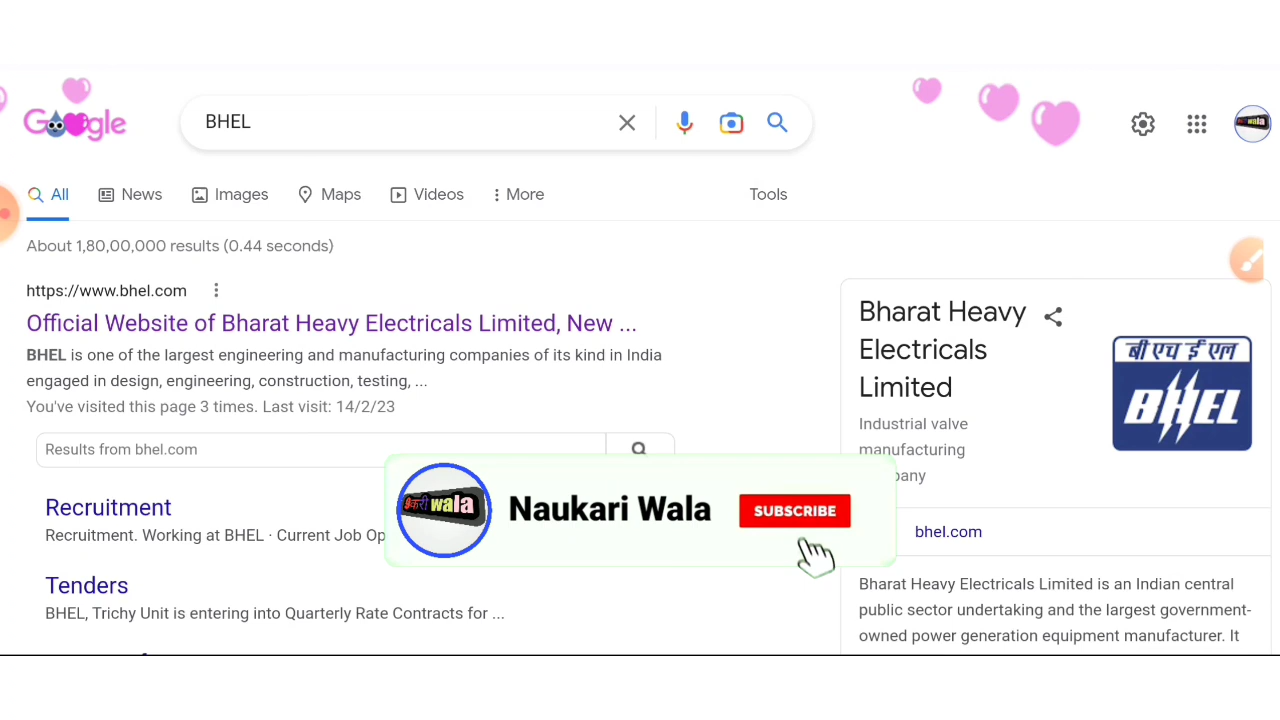 Google
BHEL
All
News
Images
Maps
Videos
More
Tools
About 1,80,00,000 results (0.44 seconds)
https://www.bhel.com
Official Website of Bharat Heavy Electricals Limited, New ...
BHEL is one of the largest engineering and manufacturing companies of its kind in India
engaged in design, engineering, construction, testing, ...
You've visited this page 3 times. Last visit: 14/2/23
Results from bhel.com
Recruitment
Recruitment. Working at BHEL · Current Job
Tenders
BHEL, Trichy Unit is entering into Quarterly Rate Contracts for ...
wala
Naukari Wala
SUBSCRIBE
Bharat Heavy
Electricals
Limited
Industrial valve
manufacturing
बी एच ई एल
BHEL
bhel.com
Bharat Heavy Electricals Limited is an Indian central
public sector undertaking and the largest government-
owned power generation equipment manufacturer. It